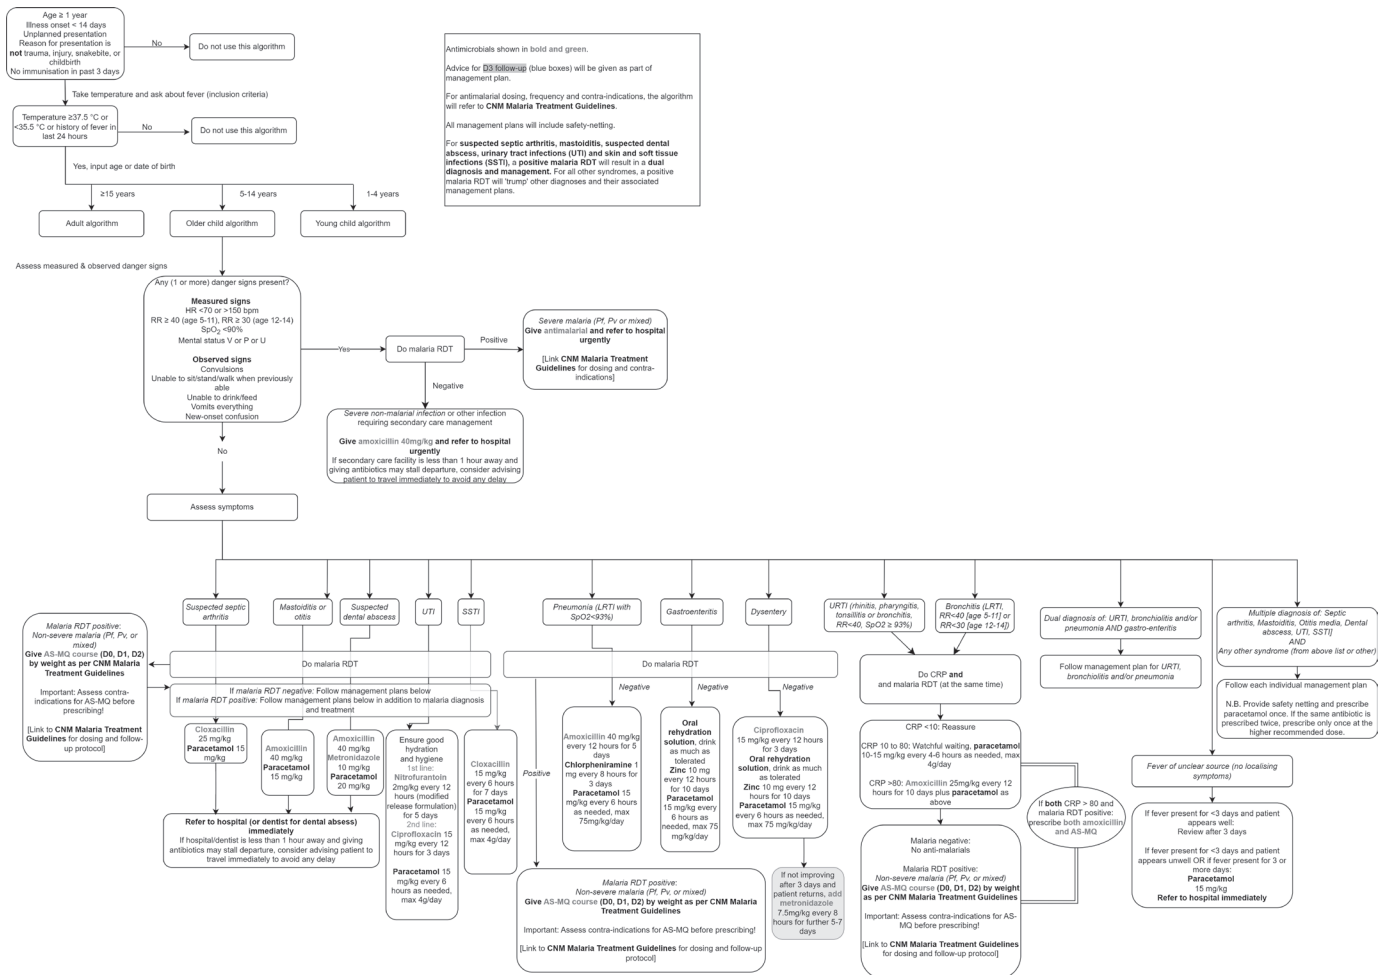 Age ≥ 1 year
Illness onset < 14 days
Unplanned presentation
Reason for presentation is
not trauma, injury, snakebite, or
childbirth
No immunisation in past 3 days
No
Do not use this algorithm
Take temperature and ask about fever (inclusion criteria)
Temperature ≥37.5 °C or
<35.5 °C or history of fever in
last 24 hours
No
Do not use this algorithm
Yes, input age or date of birth
≥15 years
5-14 years
1-4 years
Adult algorithm
Older child algorithm
Young child algorithm
Antimicrobials shown in bold and green.
Advice for D3 follow-up (blue boxes) will be given as part of
management plan.
For antimalarial dosing, frequency and contra-indications, the algorithm
will refer to CNM Malaria Treatment Guidelines.
All management plans will include safety-netting.
For suspected septic arthritis, mastoiditis, suspected dental
abscess, urinary tract infections (UTI) and skin and soft tissue
infections (SSTI), a positive malaria RDT will result in a dual
diagnosis and management. For all other syndromes, a positive
malaria RDT will 'trump' other diagnoses and their associated
management plans.
Assess measured & observed danger signs
Any (1 or more) danger signs present?
Measured signs
HR <70 or >150 bpm
RR ≥ 40 (age 5-11), RR ≥ 30 (age 12-14)
SpO2 <90%
Mental status V or P or U
Observed signs
Convulsions
Unable to sit/stand/walk when previously
able
Unable to drink/feed
Vomits everything
New-onset confusion
Yes
Do malaria RDT
Positive
Severe malaria (Pf, Pv or mixed)
Give antimalarial and refer to hospital
urgently
[Link CNM Malaria Treatment
Guidelines for dosing and contra-
indications]
Negative
Severe non-malarial infection or other infection
requiring secondary care management
Give amoxicillin 40mg/kg and refer to hospital
urgently
If secondary care facility is less than 1 hour away and
giving antibiotics may stall departure, consider advising
patient to travel immediately to avoid any delay
No
Assess symptoms
Suspected septic
arthritis
Mastoiditis or
otitis
Suspected
dental abscess
UTI
SSTI
Pneumonia (LRTI with
SpO2<93%)
Gastroenteritis
Dysentery
URTI (rhinitis, pharyngitis,
tonsillitis or bronchitis,
RR<40, SpO2 ≥ 93%)
Bronchitis (LRTI,
RR<40 [age 5-11] or
RR<30 [age 12-14])
Dual diagnosis of: URTI, bronchiolitis and/or
pneumonia AND gastro-enteritis
Multiple diagnosis of: Septic
arthritis, Mastoiditis, Otitis media, Dental
abscess, UTI, SSTI]
AND
Any other syndrome (from above list or other)
Malaria RDT positive:
Non-severe malaria (Pf, Pv, or
mixed)
Give AS-MQ course (D0, D1, D2)
by weight as per CNM Malaria
Treatment Guidelines
Important: Assess contra-
indications for AS-MQ before
prescribing!
[Link to CNM Malaria Treatment
Guidelines for dosing and follow-
up protocol]
Do malaria RDT
If malaria RDT negative: Follow management plans below
If malaria RDT positive: Follow management plans below in addition to malaria diagnosis
and treatment
Cloxacillin
25 mg/kg
Paracetamol 15
mg/kg
Amoxicillin
40 mg/kg
Paracetamol
15 mg/kg
Amoxicillin
40 mg/kg
Metronidazole
10 mg/kg
Paracetamol
20 mg/kg
Ensure good
hydration
and hygiene
1st line:
Nitrofurantoin
2mg/kg every 12
hours (modified
release formulation)
for 5 days
2nd line:
Ciprofloxacin 15
mg/kg every 12
hours for 3 days
Paracetamol 15
mg/kg every 6
hours as needed,
max 4g/day
Cloxacillin
15 mg/kg
every 6 hours
for 7 days
Paracetamol
15 mg/kg
every 6 hours
as needed,
max 4g/day
Refer to hospital (or dentist for dental absess)
immediately
If hospital/dentist is less than 1 hour away and giving
antibiotics may stall departure, consider advising patient to
travel immediately to avoid any delay
Do malaria RDT
Negative
Negative
Negative
Positive
Amoxicillin 40 mg/kg
every 12 hours for 5
days
Chlorpheniramine 1
mg every 8 hours for
3 days
Paracetamol 15
mg/kg every 6 hours
as needed, max
75mg/kg/day
Oral
rehydration
solution, drink
as much as
tolerated
Zinc 10 mg
every 12 hours
for 10 days
Paracetamol
15 mg/kg every
6 hours as
needed, max 75
mg/kg/day
Ciprofloxacin
15 mg/kg every 12 hours
for 3 days
Oral rehydration
solution, drink as much
as tolerated
Zinc 10 mg every 12
hours for 10 days
Paracetamol 15 mg/kg
every 6 hours as needed,
max 75 mg/kg/day
If not improving
after 3 days and
patient returns, add
metronidazole
7.5mg/kg every 8
hours for further 5-7
days
Malaria RDT positive:
Non-severe malaria (Pf, Pv, or mixed)
Give AS-MQ course (D0, D1, D2) by weight as per CNM Malaria
Treatment Guidelines
Important: Assess contra-indications for AS-MQ before prescribing!
[Link to CNM Malaria Treatment Guidelines for dosing and follow-up
protocol]
Do CRP and
and malaria RDT (at the same time)
CRP <10: Reassure
CRP 10 to 80: Watchful waiting, paracetamol
10-15 mg/kg every 4-6 hours as needed, max
4g/day
CRP >80: Amoxicillin 25mg/kg every 12
hours for 10 days plus paracetamol as
above
If both CRP > 80 and
malaria RDT positive:
prescribe both amoxicillin
and AS-MQ
Malaria negative:
No anti-malarials
Malaria RDT positive:
Non-severe malaria (Pf, Pv, or mixed)
Give AS-MQ course (D0, D1, D2) by weight
as per CNM Malaria Treatment Guidelines
Important: Assess contra-indications for AS-
MQ before prescribing!
[Link to CNM Malaria Treatment Guidelines
for dosing and follow-up protocol]
Follow management plan for URTI,
bronchiolitis and/or pneumonia
Follow each individual management plan
N.B. Provide safety netting and prescribe
paracetamol once. If the same antibiotic is
prescribed twice, prescribe only once at the
higher recommended dose.
Fever of unclear source (no localising
symptoms)
If fever present for <3 days and patient
appears well:
Review after 3 days
If fever present for <3 days and patient
appears unwell OR if fever present for 3 or
more days:
Paracetamol
15 mg/kg
Refer to hospital immediately